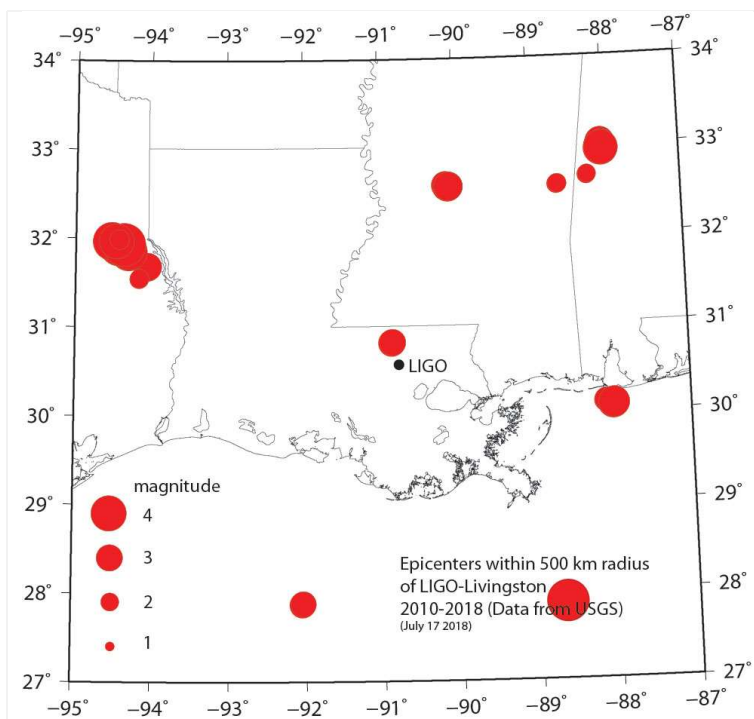 −95 −94° −93° −92° −91° −90° −89° −88° −87°
34° 34°
33° 33°
32° 32°
31° 31°
LIGO
30° 30°
magnitude
29° 29°
4
3
Epicenters within 500 km radius
of LIGO-Livingston
28° 28°
2
2010-2018 (Data from USGS)
(July 17 2018)
1
27° 27°
−95° −94° −93° −92° −91° −90° −89° −88° −87°